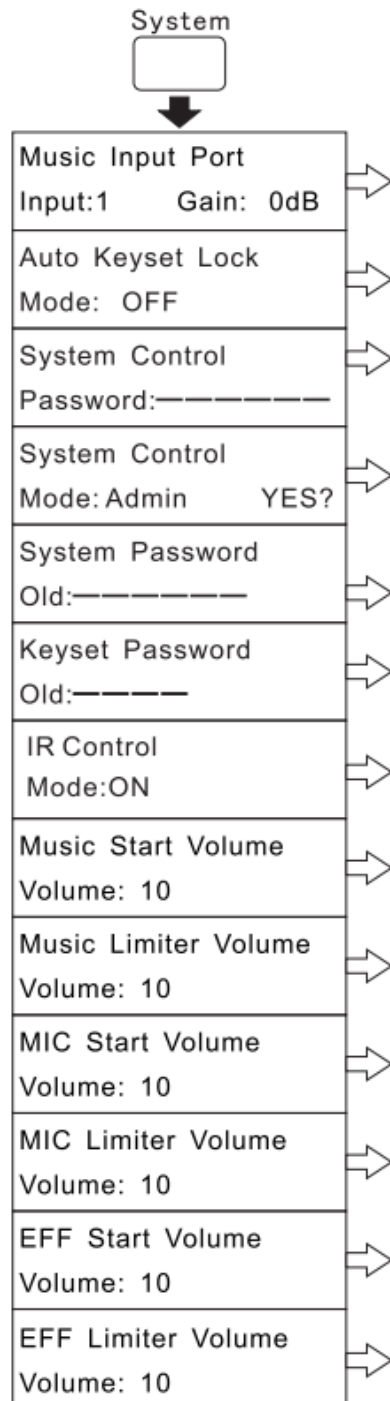 System
Music Input Port
Input:1 Gain: 0dB
Auto Keyset Lock
Mode: OFF
System Control
Password:——————
System Control
Mode: Admin YES?
System Password
Old:——————
Keyset Password
Old:————
IR Control
Mode:ON
Music Start Volume
Volume: 10
Music Limiter Volume
Volume: 10
MIC Start Volume
Volume: 10
MIC Limiter Volume
Volume: 10
EFF Start Volume
Volume: 10
EFF Limiter Volume
Volume: 10